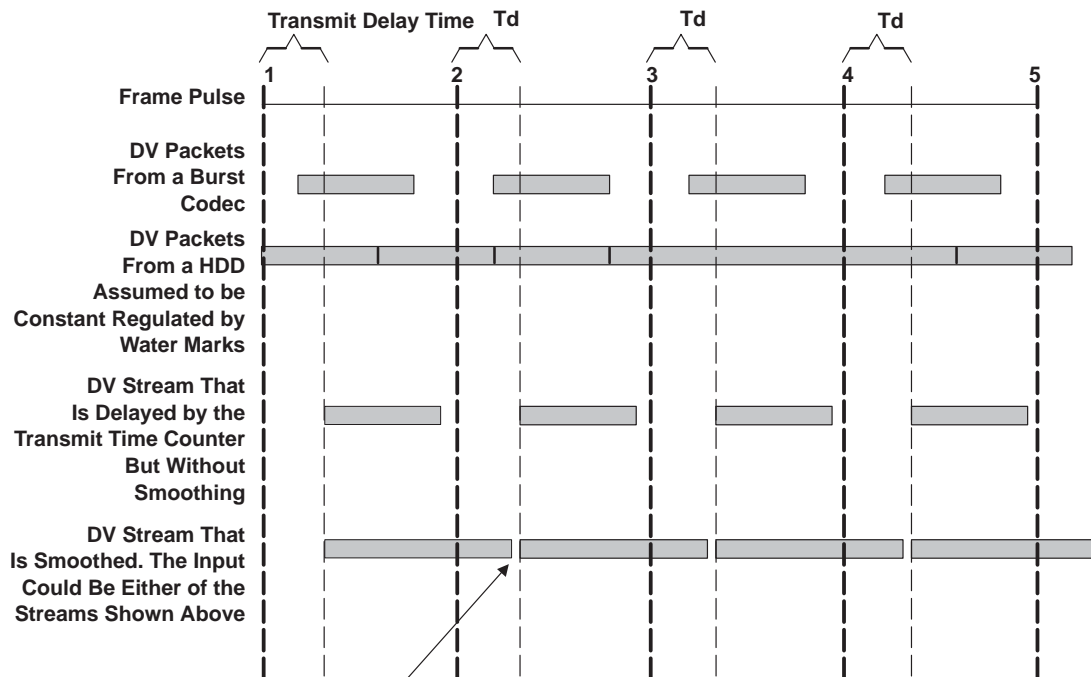 Transmit Delay Time
Td
Td
Td
1
2
3
4
5
Frame Pulse
DV Packets
From a Burst
Codec
DV Packets
From a HDD
Assumed to be
Constant Regulated by
Water Marks
DV Stream That
Is Delayed by the
Transmit Time Counter
But Without
Smoothing
DV Stream That
Is Smoothed. The Input
Could Be Either of the
Streams Shown Above